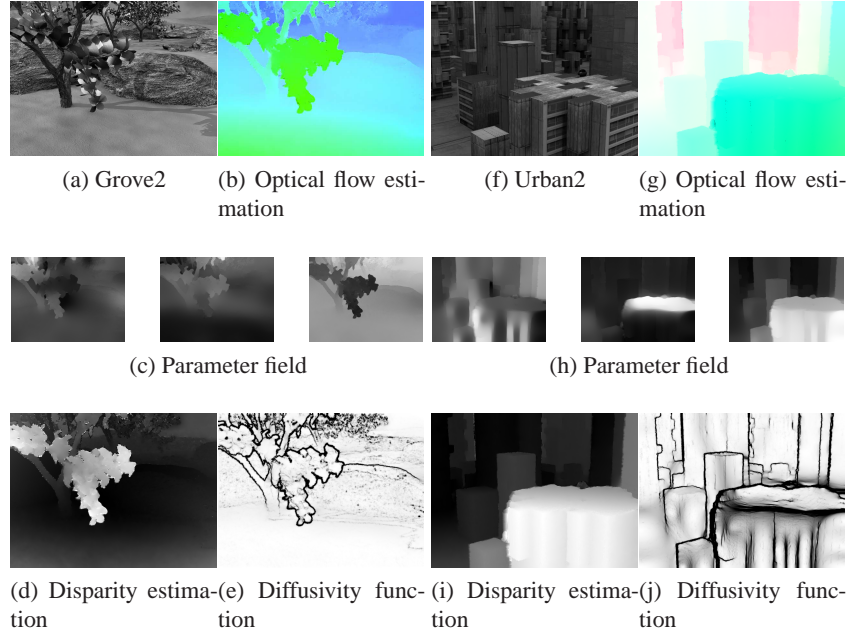 (a) Grove2
(b) Optical flow esti-
mation
(f) Urban2
(g) Optical flow esti-
mation
(c) Parameter field
(h) Parameter field
(d) Disparity estima-
tion
(e) Diffusivity func-
tion
(i) Disparity estima-
tion
(j) Diffusivity func-
tion